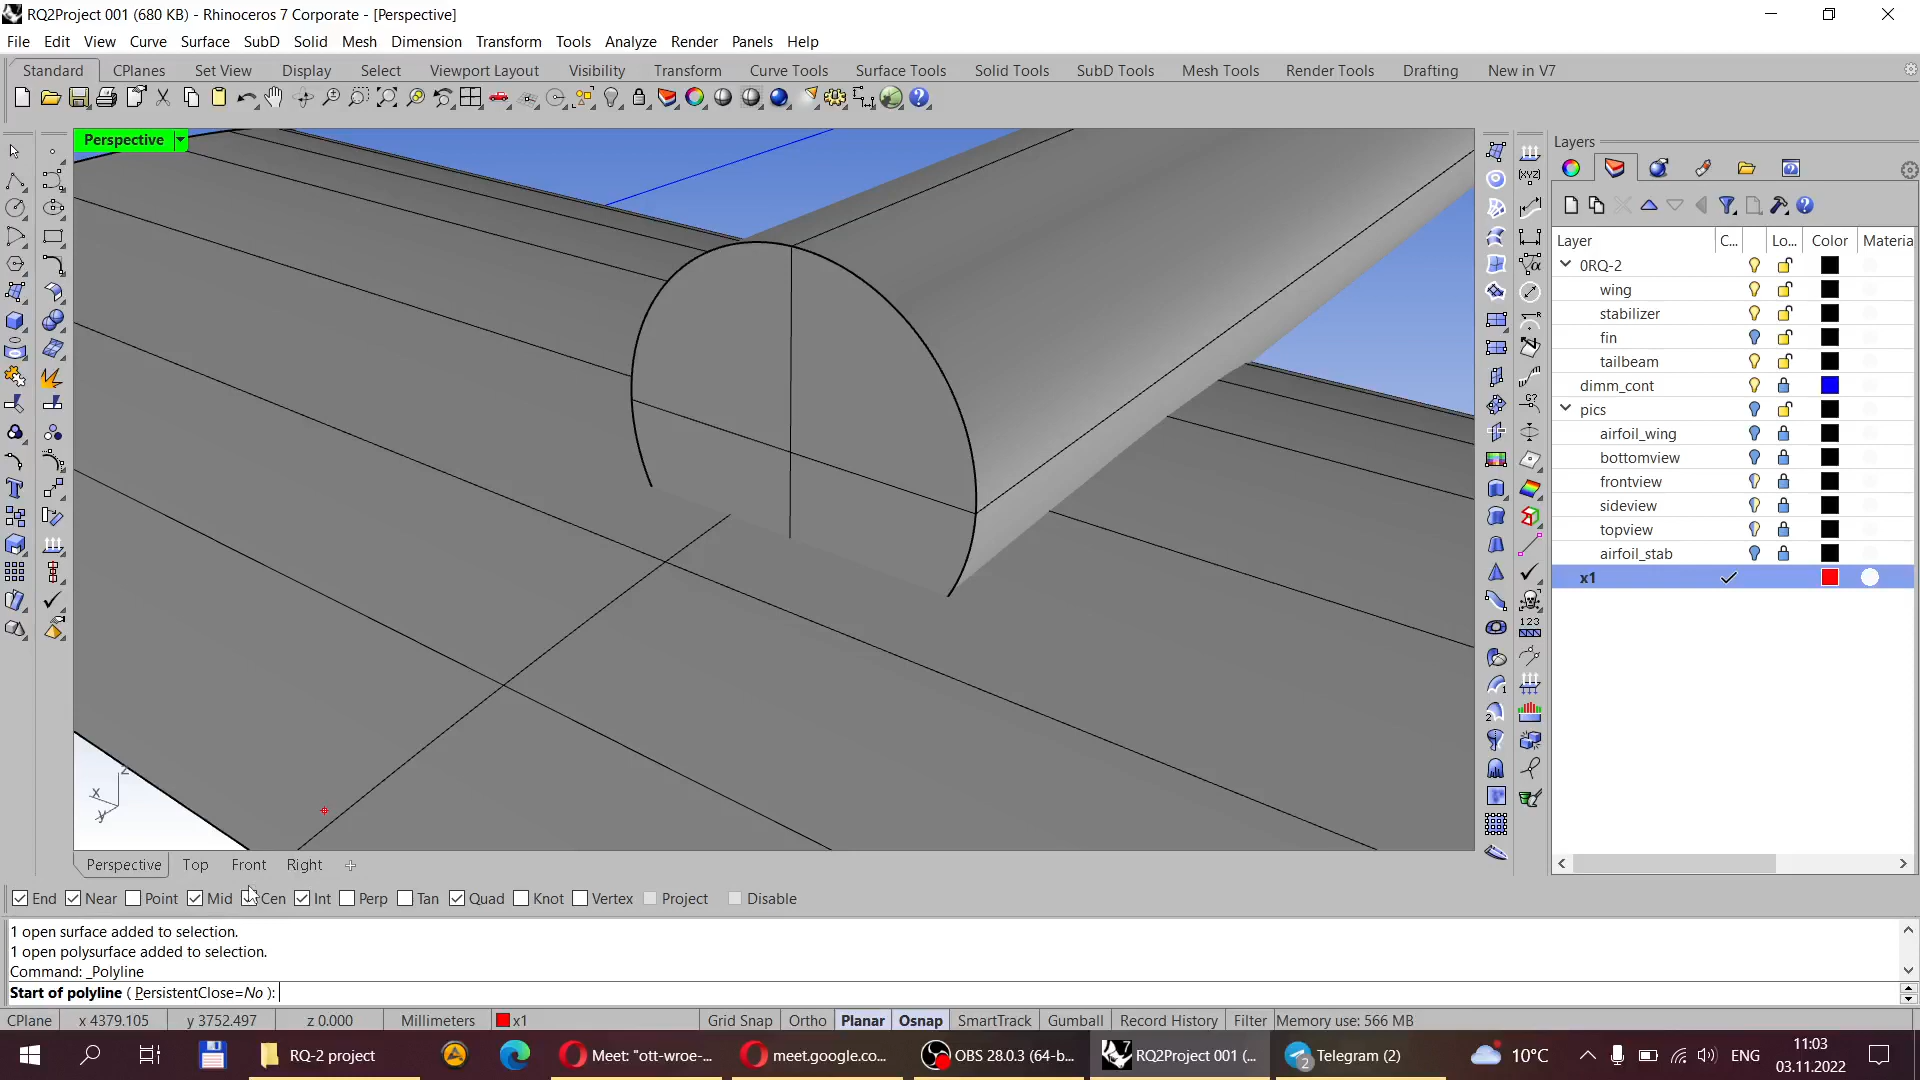 RQ2Project 001 (680 KB) - Rhinoceros 7 Corporate - [Perspective]
File Edit View Curve Surface SubD Solid Mesh Dimension Transform Tools Analyze Render Panels Help
Standard CPlanes Set View Display Select Viewport Layout Visibility Transform Curve Tools Surface Tools Solid Tools SubD Tools Mesh Tools Render Tools Drafting New in V7
Perspective
Layers
Layer C... Lo... Color Materia
0RQ-2
wing
stabilizer
fin
tailbeam
dimm_cont
pics
airfoil_wing
bottomview
frontview
sideview
topview
airfoil_stab
x1
z
x
y
Perspective Top Front Right
End Near Point Mid Cen Int Perp Tan Quad Knot Vertex Project Disable
1 open surface added to selection.
1 open polysurface added to selection.
Command: _Polyline
Start of polyline ( PersistentClose=No ):
CPlane x 4379.105 y 3752.497 z 0.000 Millimeters x1 Grid Snap Ortho Planar Osnap SmartTrack Gumball Record History Filter Memory use: 566 MB
RQ-2 project Meet: "ott-wroe-... meet.google.co... OBS 28.0.3 (64-b... RQ2Project 001 (... Telegram (2) 10°C ENG 11:03
03.11.2022